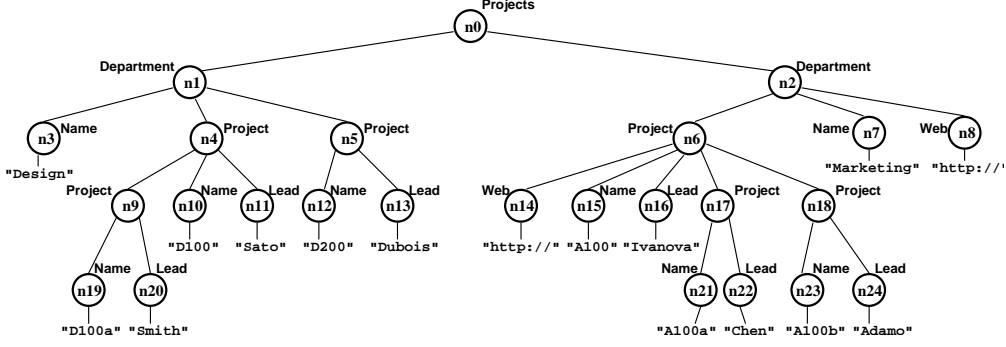 Projects
n0
Department Department
n1 n2
n3 Name n4 Project n5 Project Project n6 Name n7 Web n8
"Design" "Marketing" "http://"
Project n9 n10 Name n11 Lead n12 Name n13 Lead Web n14 n15 Name n16 Lead n17 Project n18 Project
"D100" "Sato" "D200" "Dubois" "http://" "A100" "Ivanova"
n19 Name n20 Lead Name n21 n22 Lead n23 Name n24 Lead
"D100a" "Smith" "A100a" "Chen" "A100b" "Adamo"